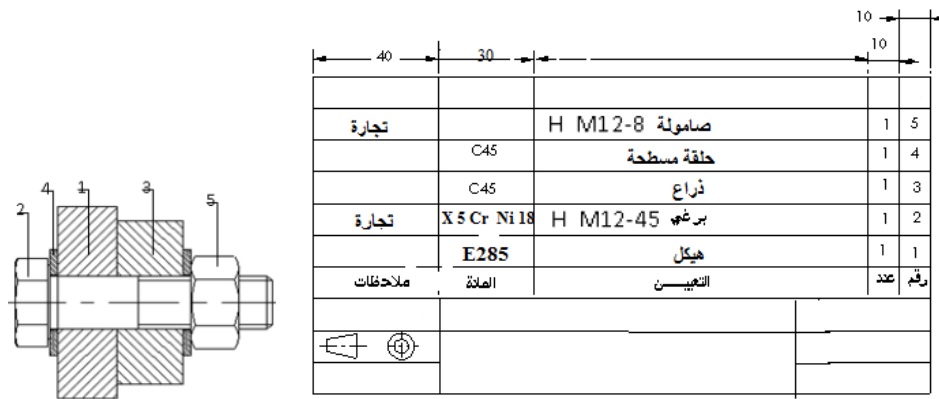 10
10
30
40
5 1 صامولة H M12-8 تجارة
4 1 حلقة مسطحة C45
3 1 ذراع C45
2 1 برغي H M12-45 X 5 Cr Ni 18 تجارة
1 1 هيكل E285
رقم عدد التعييـــن المادة ملاحظات
4 1 3 5
2